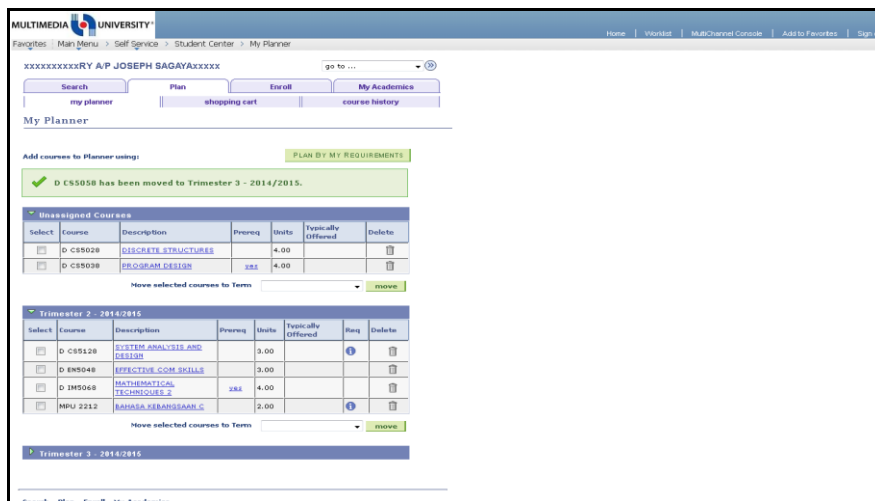 MULTIMEDIA UNIVERSITY
Home | Worklist | MultiChannel Console | Add to Favorites | Sign
Favorites | Main Menu > Self Service > Student Center > My Planner
xxxxxxxxxxRY A/P JOSEPH SAGAYAxxxxx
go to ...
Search Plan Enroll My Academics
my planner shopping cart course history
My Planner
Add courses to Planner using:
PLAN BY MY REQUIREMENTS
D CS5058 has been moved to Trimester 3 - 2014/2015.
Unassigned Courses
Select Course Description Prereq Units Typically Offered Delete
D CS5028 DISCRETE STRUCTURES 4.00
D CS5038 PROGRAM DESIGN yes 4.00
Move selected courses to Term move
Trimester 2 - 2014/2015
Select Course Description Prereq Units Typically Offered Req Delete
D CS5128 SYSTEM ANALYSIS AND DESIGN 3.00
D EN5048 EFFECTIVE COM SKILLS 3.00
D IM5068 MATHEMATICAL TECHNIQUES 2 yes 4.00
MPU 2212 BAHASA KEBANGSAAN C 2.00
Move selected courses to Term move
Trimester 3 - 2014/2015